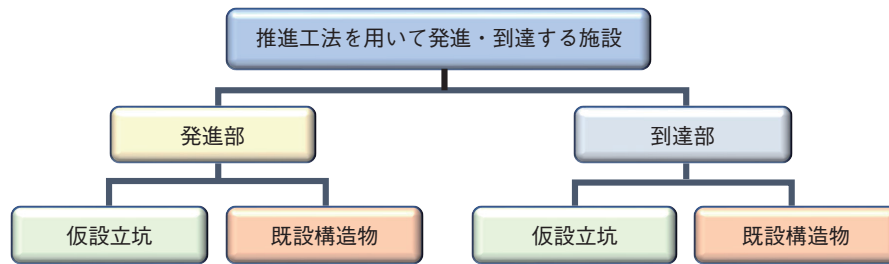 推進工法を用いて発進・到達する施設
発進部
到達部
仮設立坑
既設構造物
仮設立坑
既設構造物